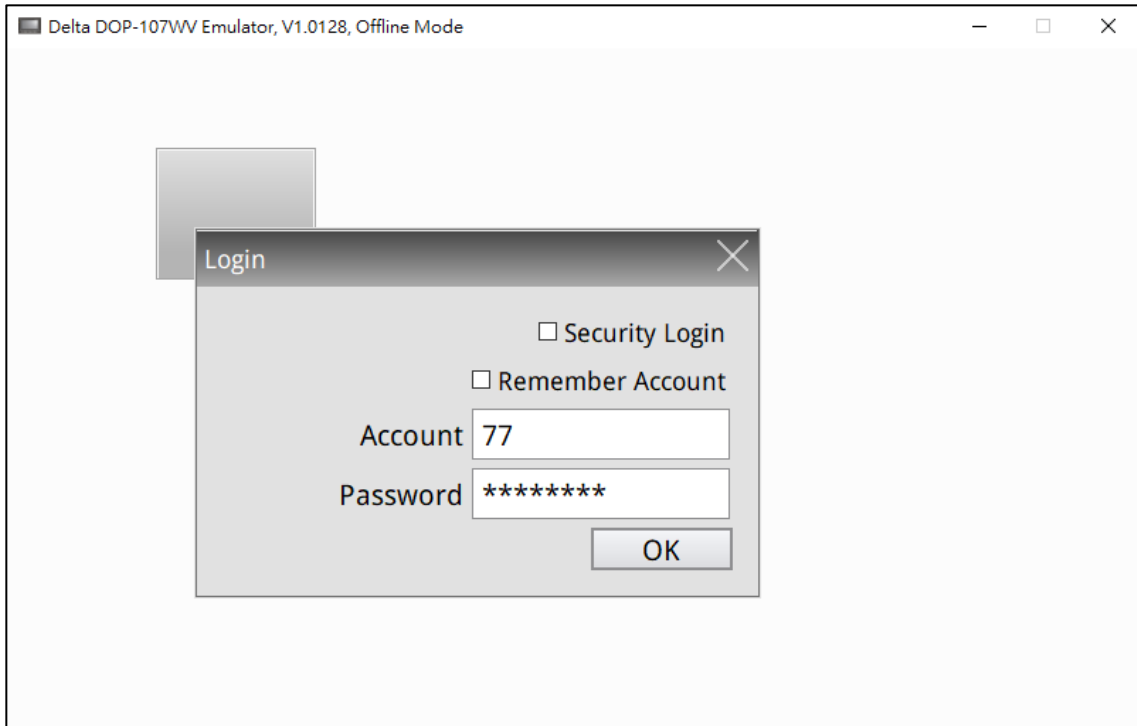 Delta DOP-107WV Emulator, V1.0128, Offline Mode
Login
Security Login
Remember Account
Account 77
Password ********
OK